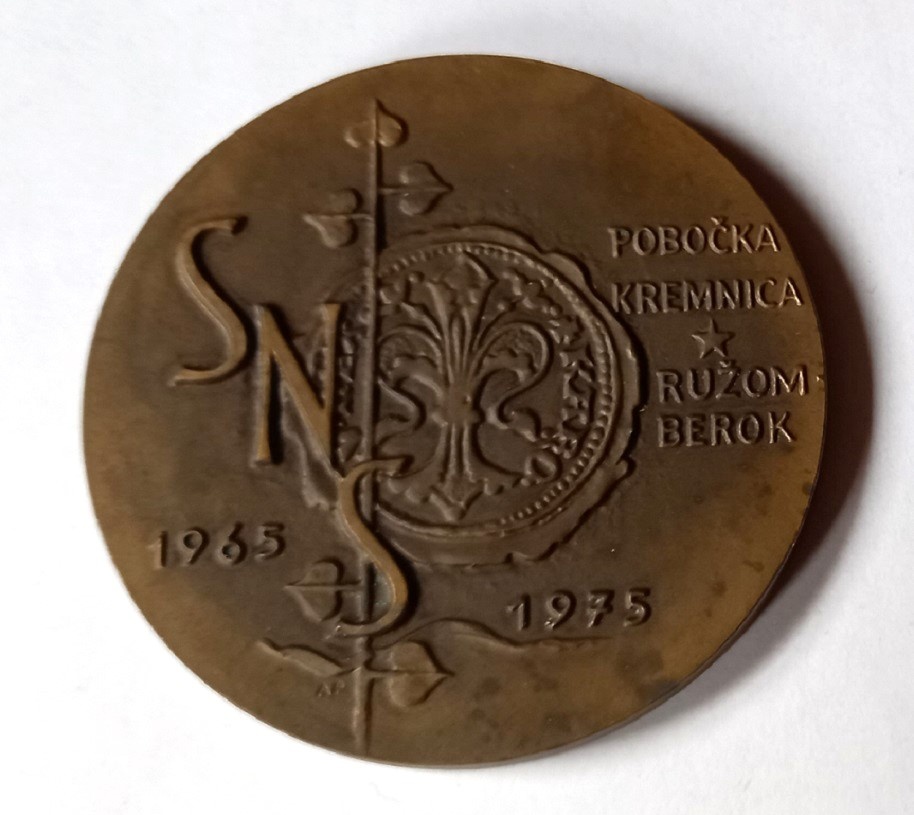 SNS
POBOČKA
KREMNICA
RUŽOM
BEROK
1965
1975